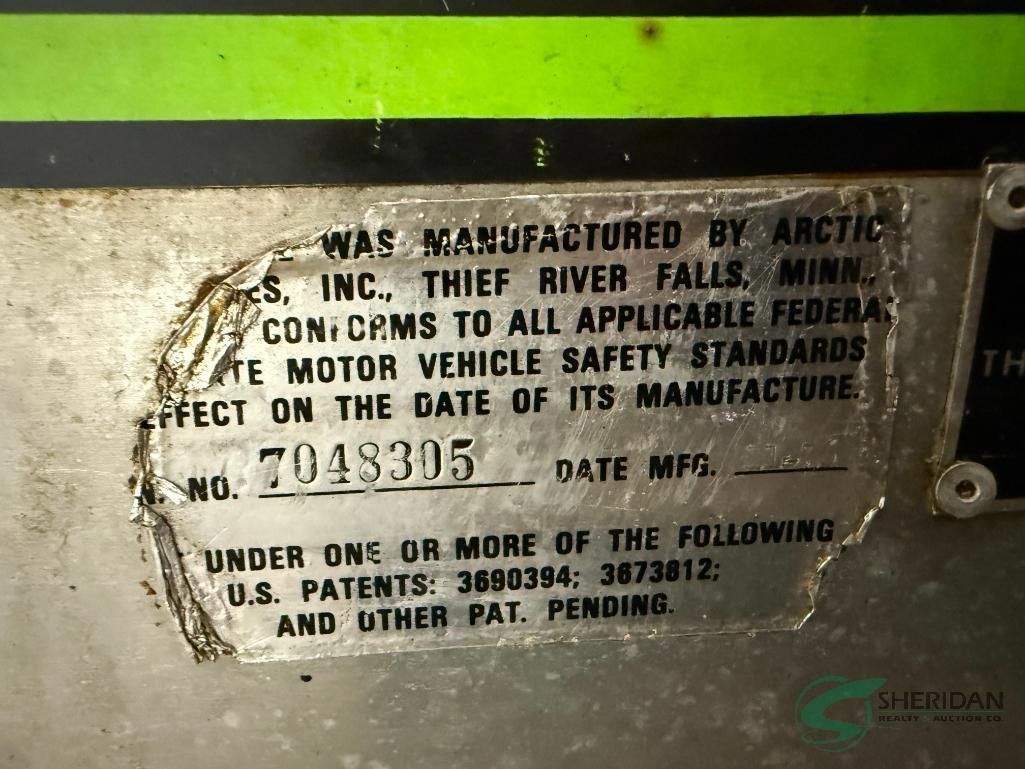 WAS MANUFACTURED BY ARCTIC
ES, INC., THIEF RIVER FALLS, MINN.,
CONFORMS TO ALL APPLICABLE FEDERAL
TE MOTOR VEHICLE SAFETY STANDARDS
EFFECT ON THE DATE OF ITS MANUFACTURE.
N. NO. 7048305 DATE MFG.
UNDER ONE OR MORE OF THE FOLLOWING
U.S. PATENTS: 3690394; 3673812;
AND OTHER PAT. PENDING.
TH
SHERIDAN
REALTY & AUCTION CO.